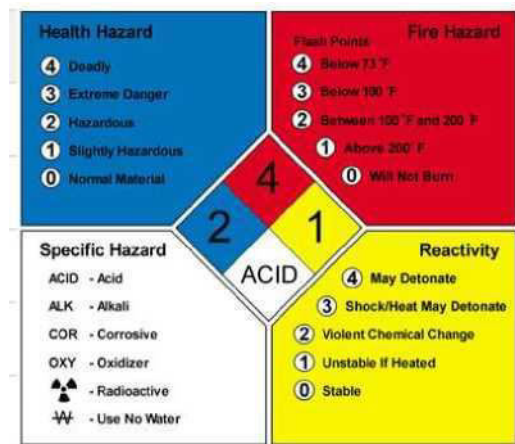 Health Hazard
4 Deadly
3 Extreme Danger
2 Hazardous
1 Slightly Hazardous
0 Normal Material
Fire Hazard
Flash Points
4 Below 73 °F
3 Below 100 °F
2 Between 100 °F and 200 °F
1 Above 200 °F
0 Will Not Burn
4
2
1
ACID
Specific Hazard
ACID - Acid
ALK - Alkali
COR - Corrosive
OXY - Oxidizer
- Radioactive
W - Use No Water
Reactivity
4 May Detonate
3 Shock/Heat May Detonate
2 Violent Chemical Change
1 Unstable If Heated
0 Stable